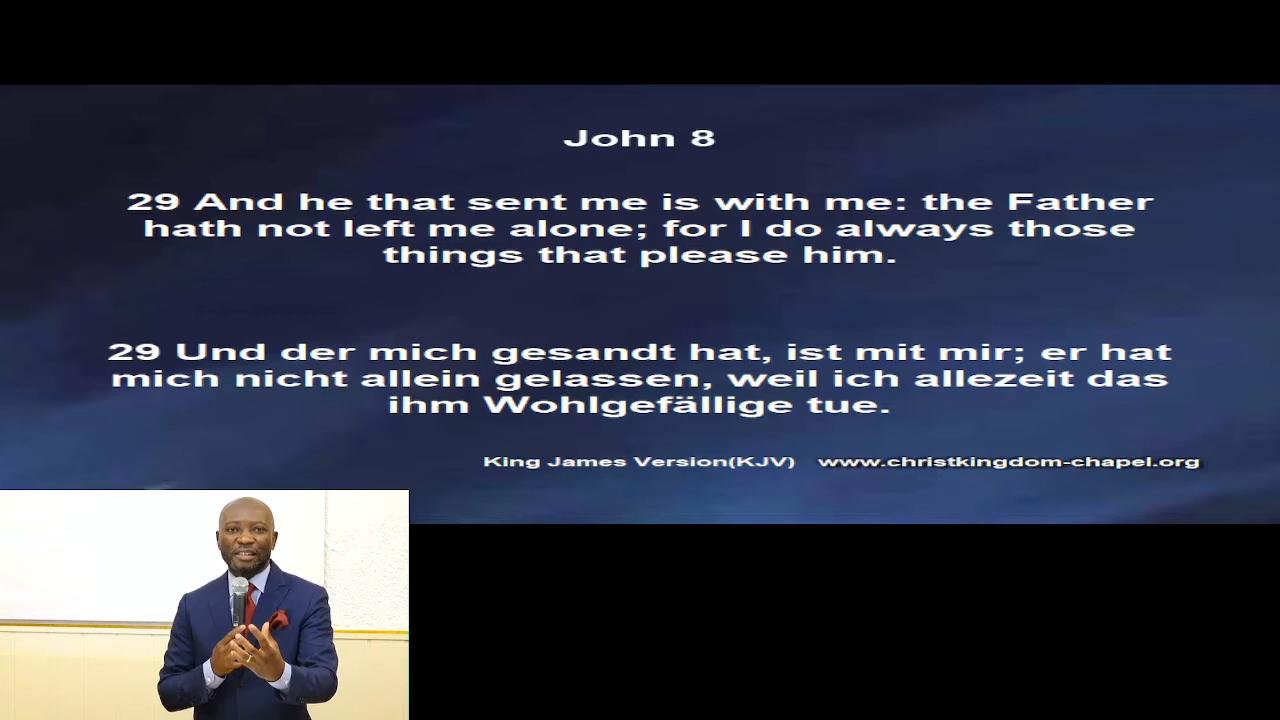 John 8
29 And he that sent me is with me: the Father
hath not left me alone; for I do always those
things that please him.
29 Und der mich gesandt hat, ist mit mir; er hat
mich nicht allein gelassen, weil ich allezeit das
ihm Wohlgefällige tue.
King James Version(KJV) www.christkingdom-chapel.org